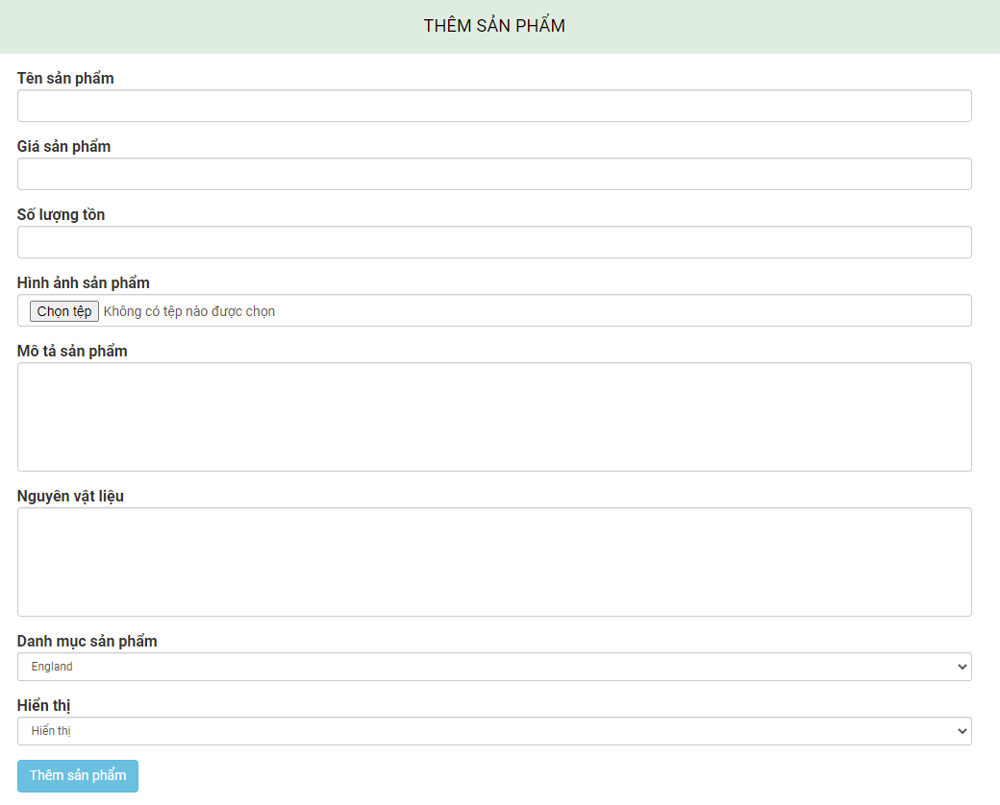 THÊM SẢN PHẨM
Tên sản phẩm
Giá sản phẩm
Số lượng tồn
Hình ảnh sản phẩm
Chọn tệp Không có tệp nào được chọn
Mô tả sản phẩm
Nguyên vật liệu
Danh mục sản phẩm
England
Hiển thị
Hiển thị
Thêm sản phẩm